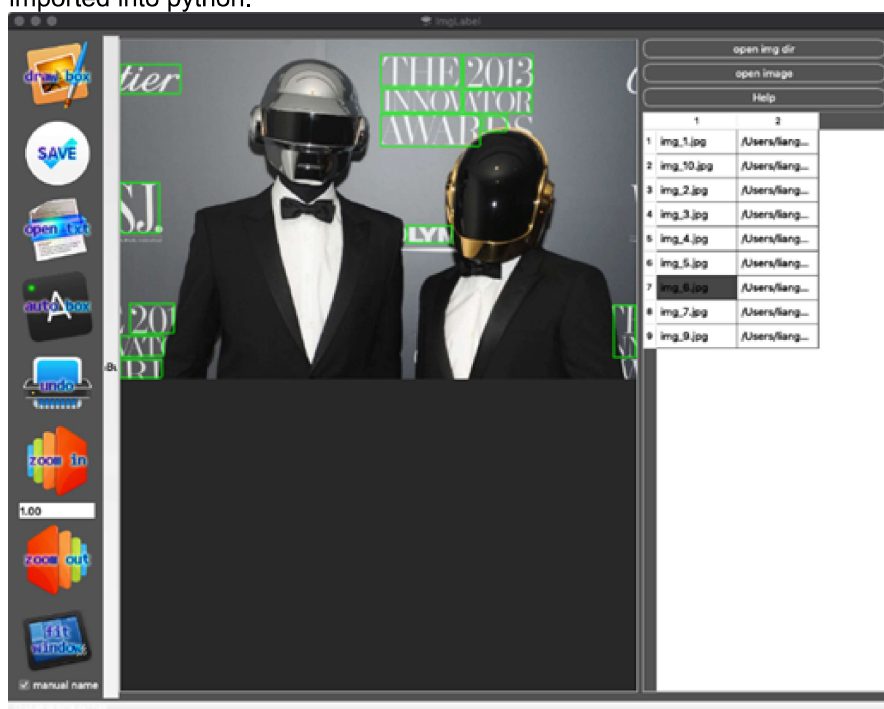 imported into python.
ImgLabel
draw box
SAVE
open txt
auto box
undo
zoom in
1.00
zoom out
fit
window
manual name
tier
THE 2013
INNOVATOR
AWARDS
SJ.
OLYM
201
open img dir
open image
Help
1 2
1 img_1.jpg /Users/liang...
2 img_10.jpg /Users/liang...
3 img_2.jpg /Users/liang...
4 img_3.jpg /Users/liang...
5 img_4.jpg /Users/liang...
6 img_5.jpg /Users/liang...
7 img_6.jpg /Users/liang...
8 img_7.jpg /Users/liang...
9 img_9.jpg /Users/liang...